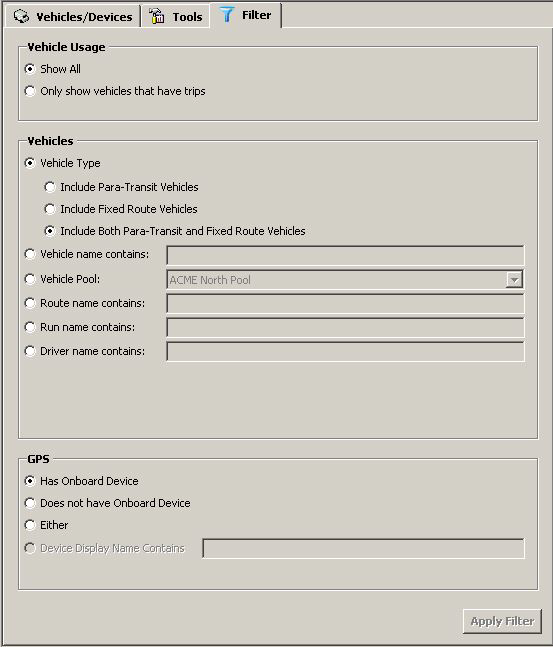 Vehicles/Devices Tools Filter
Vehicle Usage
Show All
Only show vehicles that have trips
Vehicles
Vehicle Type
Include Para-Transit Vehicles
Include Fixed Route Vehicles
Include Both Para-Transit and Fixed Route Vehicles
Vehicle name contains:
Vehicle Pool: ACME North Pool
Route name contains:
Run name contains:
Driver name contains:
GPS
Has Onboard Device
Does not have Onboard Device
Either
Device Display Name Contains
Apply Filter